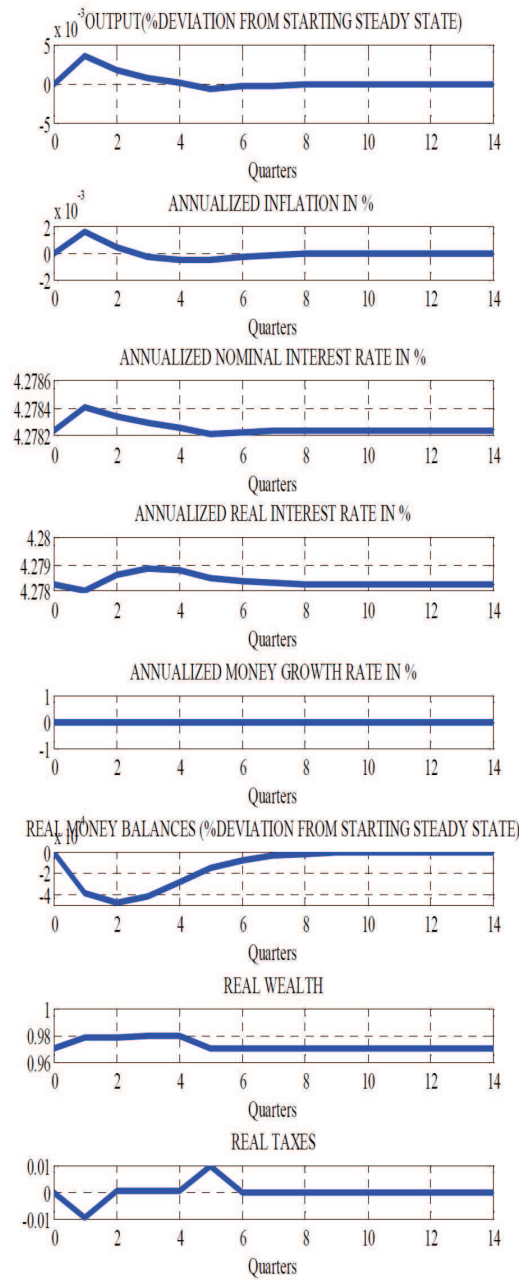 x 10⁻³ OUTPUT(%DEVIATION FROM STARTING STEADY STATE)
5
0
-5
0 2 4 6 8 10 12 14
Quarters
x 10⁻³ ANNUALIZED INFLATION IN %
2
0
-2
0 2 4 6 8 10 12 14
Quarters
ANNUALIZED NOMINAL INTEREST RATE IN %
4.2786
4.2784
4.2782
0 2 4 6 8 10 12 14
Quarters
ANNUALIZED REAL INTEREST RATE IN %
4.28
4.279
4.278
0 2 4 6 8 10 12 14
Quarters
ANNUALIZED MONEY GROWTH RATE IN %
1
0
-1
0 2 4 6 8 10 12 14
Quarters
REAL MONEY BALANCES (%DEVIATION FROM STARTING STEADY STATE)
x 10⁻⁴
0
-2
-4
0 2 4 6 8 10 12 14
Quarters
REAL WEALTH
1
0.98
0.96
0 2 4 6 8 10 12 14
Quarters
REAL TAXES
0.01
0
-0.01
0 2 4 6 8 10 12 14
Quarters